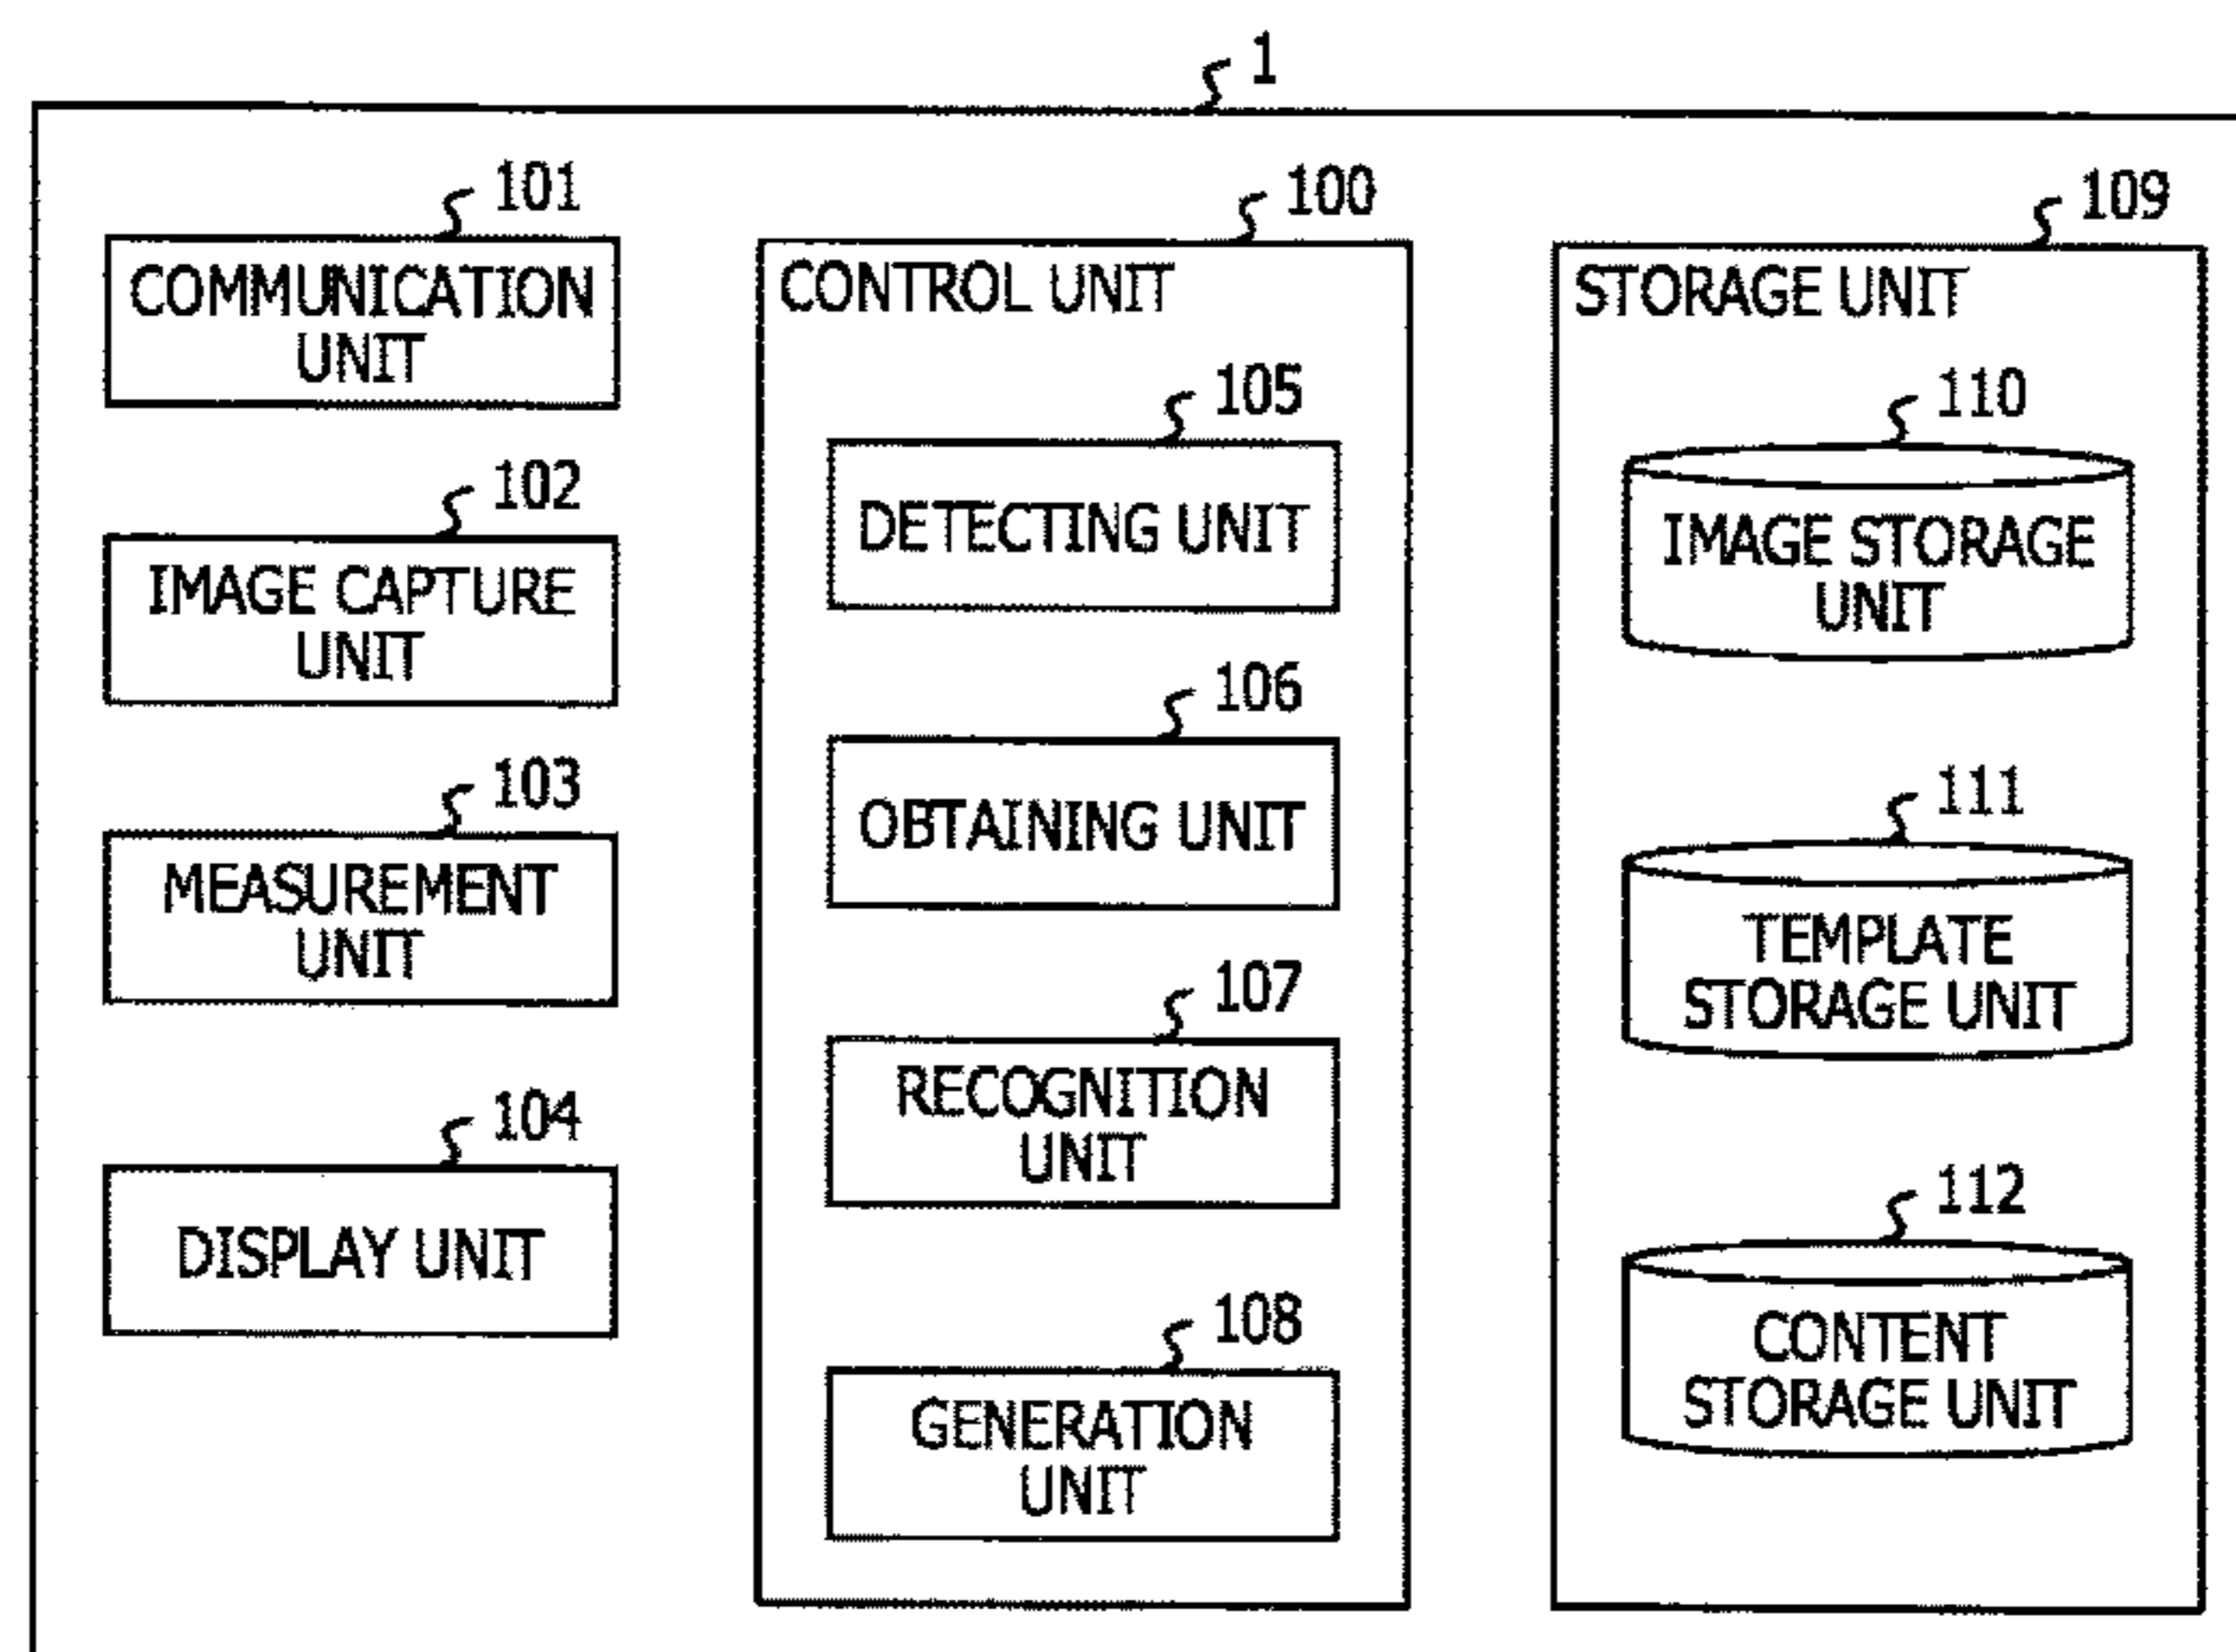 1
101
COMMUNICATION
UNIT
102
IMAGE CAPTURE
UNIT
103
MEASUREMENT
UNIT
104
DISPLAY UNIT
100
CONTROL UNIT
105
DETECTING UNIT
106
OBTAINING UNIT
107
RECOGNITION
UNIT
108
GENERATION
UNIT
109
STORAGE UNIT
110
IMAGE STORAGE
UNIT
111
TEMPLATE
STORAGE UNIT
112
CONTENT
STORAGE UNIT